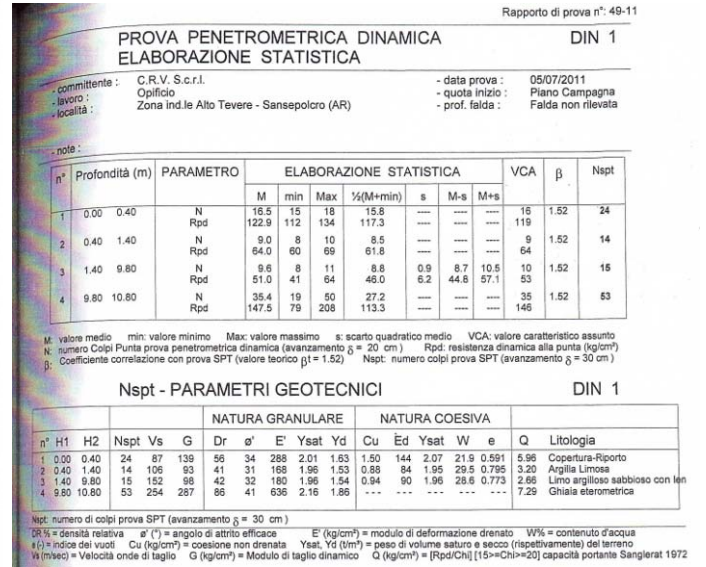 Rapporto di prova n°: 49-11
PROVA PENETROMETRICA DINAMICA DIN 1
ELABORAZIONE STATISTICA
- committente : C.R.V. S.c.r.l. - data prova : 05/07/2011
- lavoro : Opificio - quota inizio : Piano Campagna
- località : Zona ind.le Alto Tevere - Sansepolcro (AR) - prof. falda : Falda non rilevata
- note :
n° Profondità (m) PARAMETRO ELABORAZIONE STATISTICA VCA β Nspt
M min Max ½(M+min) s M-s M+s
1 0.00 0.40 N 16.5 15 18 15.8 ---- ---- ---- 16 1.52 24
Rpd 122.9 112 134 117.3 ---- ---- ---- 119
2 0.40 1.40 N 9.0 8 10 8.5 ---- ---- ---- 9 1.52 14
Rpd 64.0 60 69 61.8 ---- ---- ---- 64
3 1.40 9.80 N 9.6 8 11 8.8 0.9 8.7 10.5 10 1.52 15
Rpd 51.0 41 64 46.0 6.2 44.8 57.1 53
4 9.80 10.80 N 35.4 19 50 27.2 ---- ---- ---- 35 1.52 53
Rpd 147.5 79 208 113.3 ---- ---- ---- 146
M: valore medio min: valore minimo Max: valore massimo s: scarto quadratico medio VCA: valore caratteristico assunto
N: numero Colpi Punta prova penetrometrica dinamica (avanzamento δ = 20 cm ) Rpd: resistenza dinamica alla punta (kg/cm²)
β: Coefficiente correlazione con prova SPT (valore teorico βt = 1.52) Nspt: numero colpi prova SPT (avanzamento δ = 30 cm )
Nspt - PARAMETRI GEOTECNICI DIN 1
NATURA GRANULARE NATURA COESIVA
n° H1 H2 Nspt Vs G Dr ø' E' Ysat Yd Cu Ed Ysat W e Q Litologia
1 0.00 0.40 24 87 139 56 34 288 2.01 1.63 1.50 144 2.07 21.9 0.591 5.96 Copertura-Riporto
2 0.40 1.40 14 106 93 41 31 168 1.96 1.53 0.88 84 1.95 29.5 0.795 3.20 Argilia Limosa
3 1.40 9.80 15 152 98 42 32 180 1.96 1.54 0.94 90 1.96 28.6 0.773 2.66 Limo argilloso sabbioso con len
4 9.80 10.80 53 254 287 86 41 636 2.16 1.86 --- --- --- --- --- 7.29 Ghiaia eterometrica
Nspt: numero di colpi prova SPT (avanzamento δ = 30 cm )
DR % = densità relativa ø' (°) = angolo di attrito efficace E' (kg/cm²) = modulo di deformazione drenato W% = contenuto d'acqua
e (-) = indice dei vuoti Cu (kg/cm²) = coesione non drenata Ysat, Yd (t/m³) = peso di volume saturo e secco (rispettivamente) del terreno
Vs (m/sec) = Velocità onde di taglio G (kg/cm²) = Modulo di taglio dinamico Q (kg/cm²) = [Rpd/Chi] [15>=Chi>=20] capacità portante Sanglerat 1972